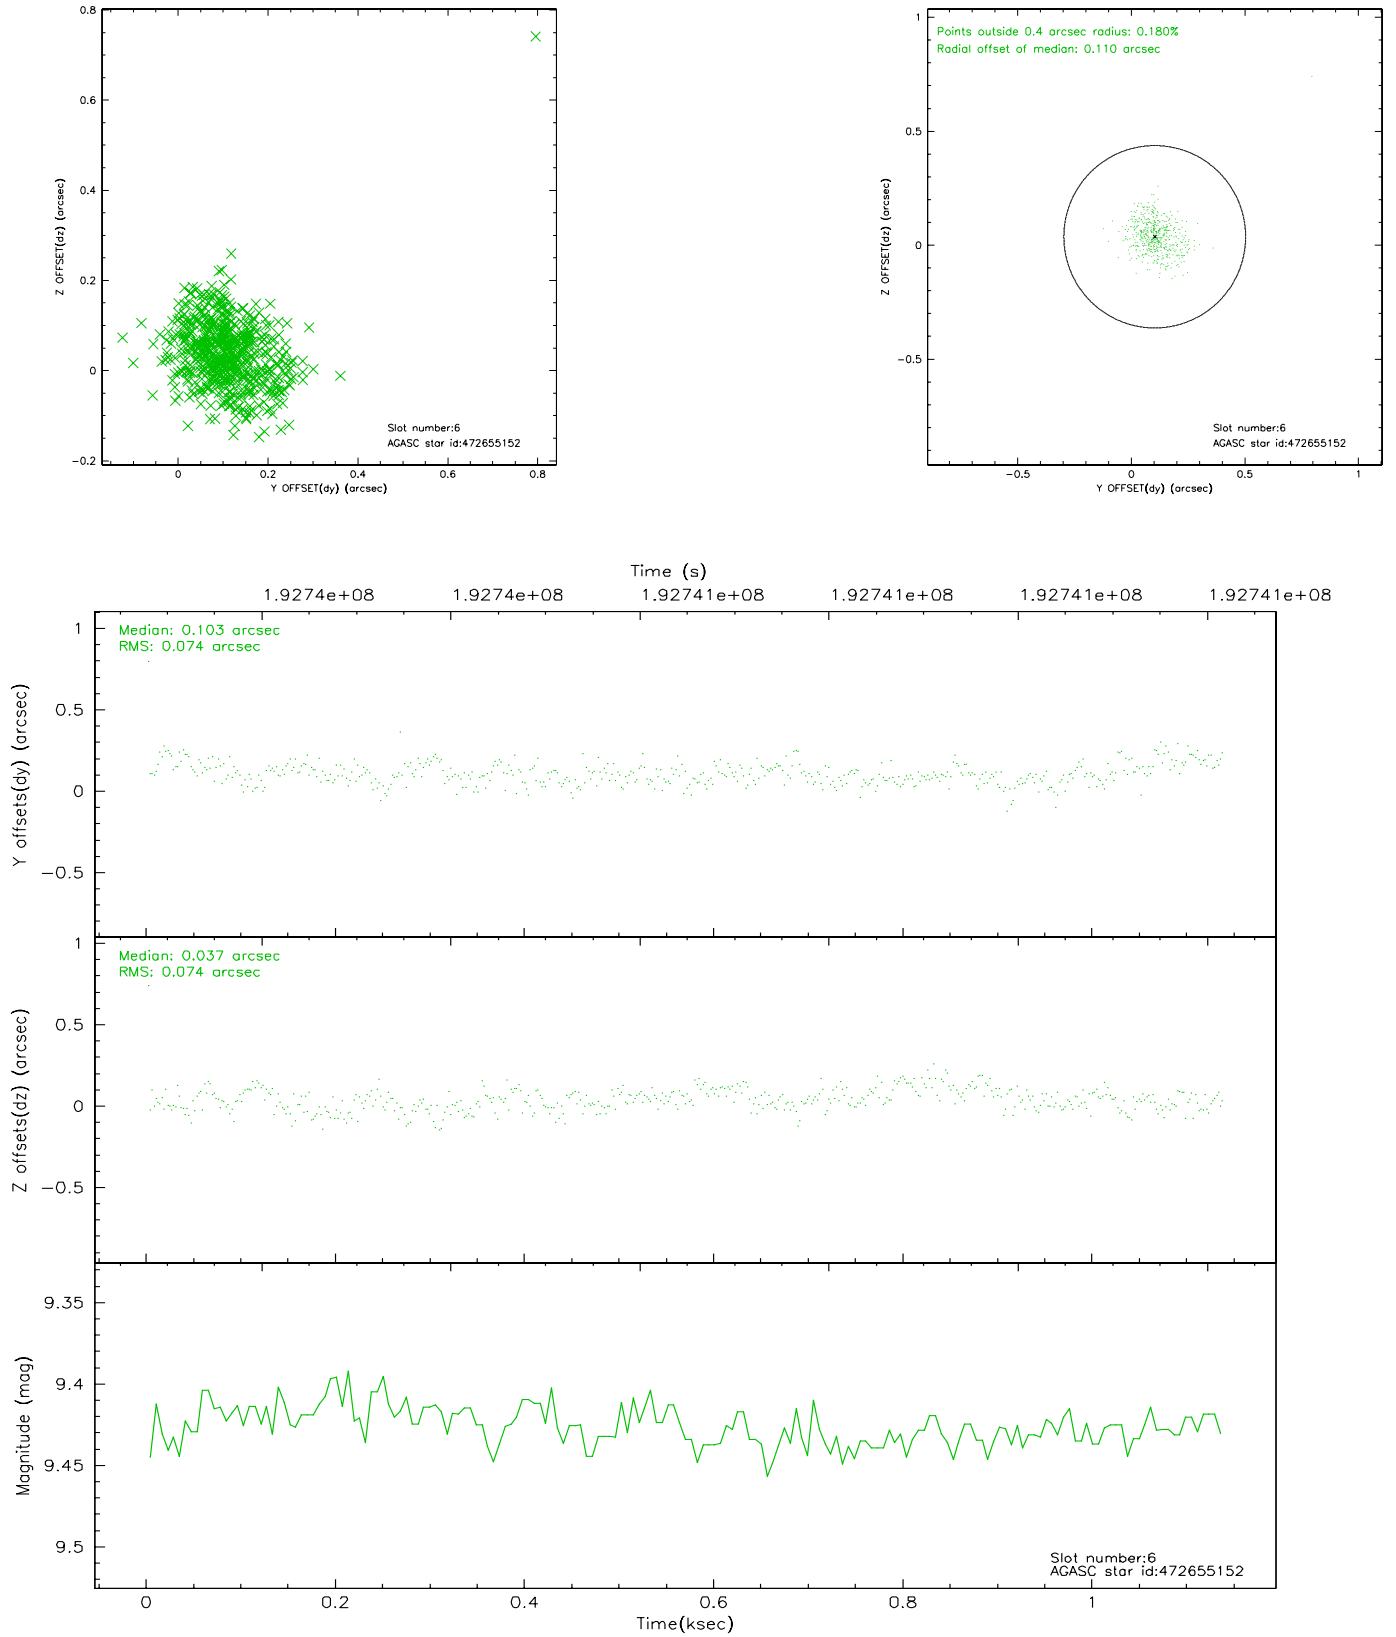 0.8
0.6
0.4
0.2
0
−0.2
0
0.2
0.4
0.6
0.8
Z OFFSET(dz) (arcsec)
Y OFFSET(dy) (arcsec)
Slot number:6
AGASC star id:472655152
Points outside 0.4 arcsec radius: 0.180%
Radial offset of median: 0.110 arcsec
1
0.5
0
−0.5
−0.5
0
0.5
1
Z OFFSET(dz) (arcsec)
Y OFFSET(dy) (arcsec)
Slot number:6
AGASC star id:472655152
Time (s)
1.9274e+08 1.9274e+08 1.92741e+08 1.92741e+08 1.92741e+08 1.92741e+08
Median: 0.103 arcsec
RMS: 0.074 arcsec
1
0.5
0
−0.5
Y offsets(dy) (arcsec)
Median: 0.037 arcsec
RMS: 0.074 arcsec
1
0.5
0
−0.5
Z offsets(dz) (arcsec)
9.35
9.4
9.45
9.5
Magnitude (mag)
Slot number:6
AGASC star id:472655152
0 0.2 0.4 0.6 0.8 1
Time(ksec)